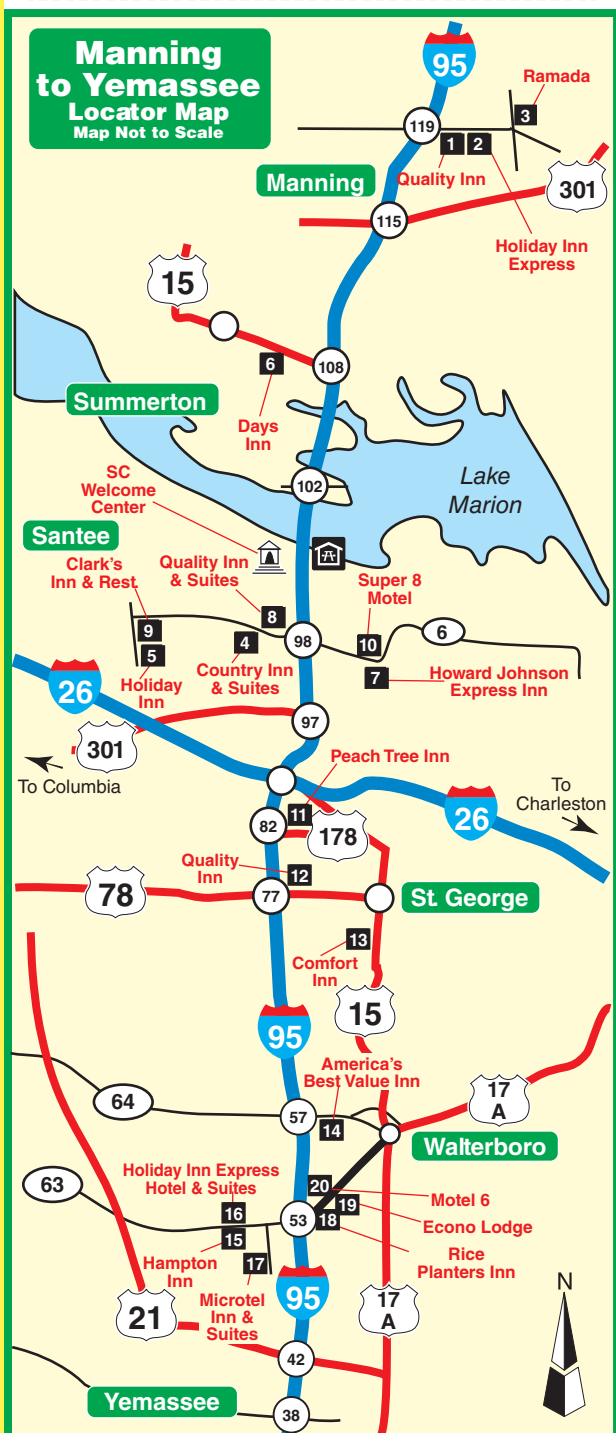 Manning
to Yemassee
Locator Map
Map Not to Scale
95
Ramada
3
119
1
2
Quality Inn
Manning
301
115
Holiday Inn
Express
15
108
6
Days
Inn
Summerton
SC
Welcome
Center
102
Lake
Marion
Santee
Clark's
Inn & Rest.
Quality Inn
& Suites
Super 8
Motel
8
9
4
98
10
6
5
Holiday
Inn
Country Inn
& Suites
7
Howard Johnson
Express Inn
26
97
301
To Columbia
Peach Tree Inn
To
Charleston
26
11
82
178
Quality
Inn
12
78
77
St. George
13
Comfort
Inn
15
95
America's
Best Value Inn
17
A
64
57
14
Walterboro
63
Holiday Inn Express
Hotel & Suites
20
Motel 6
16
19
53
18
Econo Lodge
15
Hampton
Inn
17
Rice
Planters Inn
95
Microtel
Inn &
Suites
21
17
A
N
42
Yemassee
38